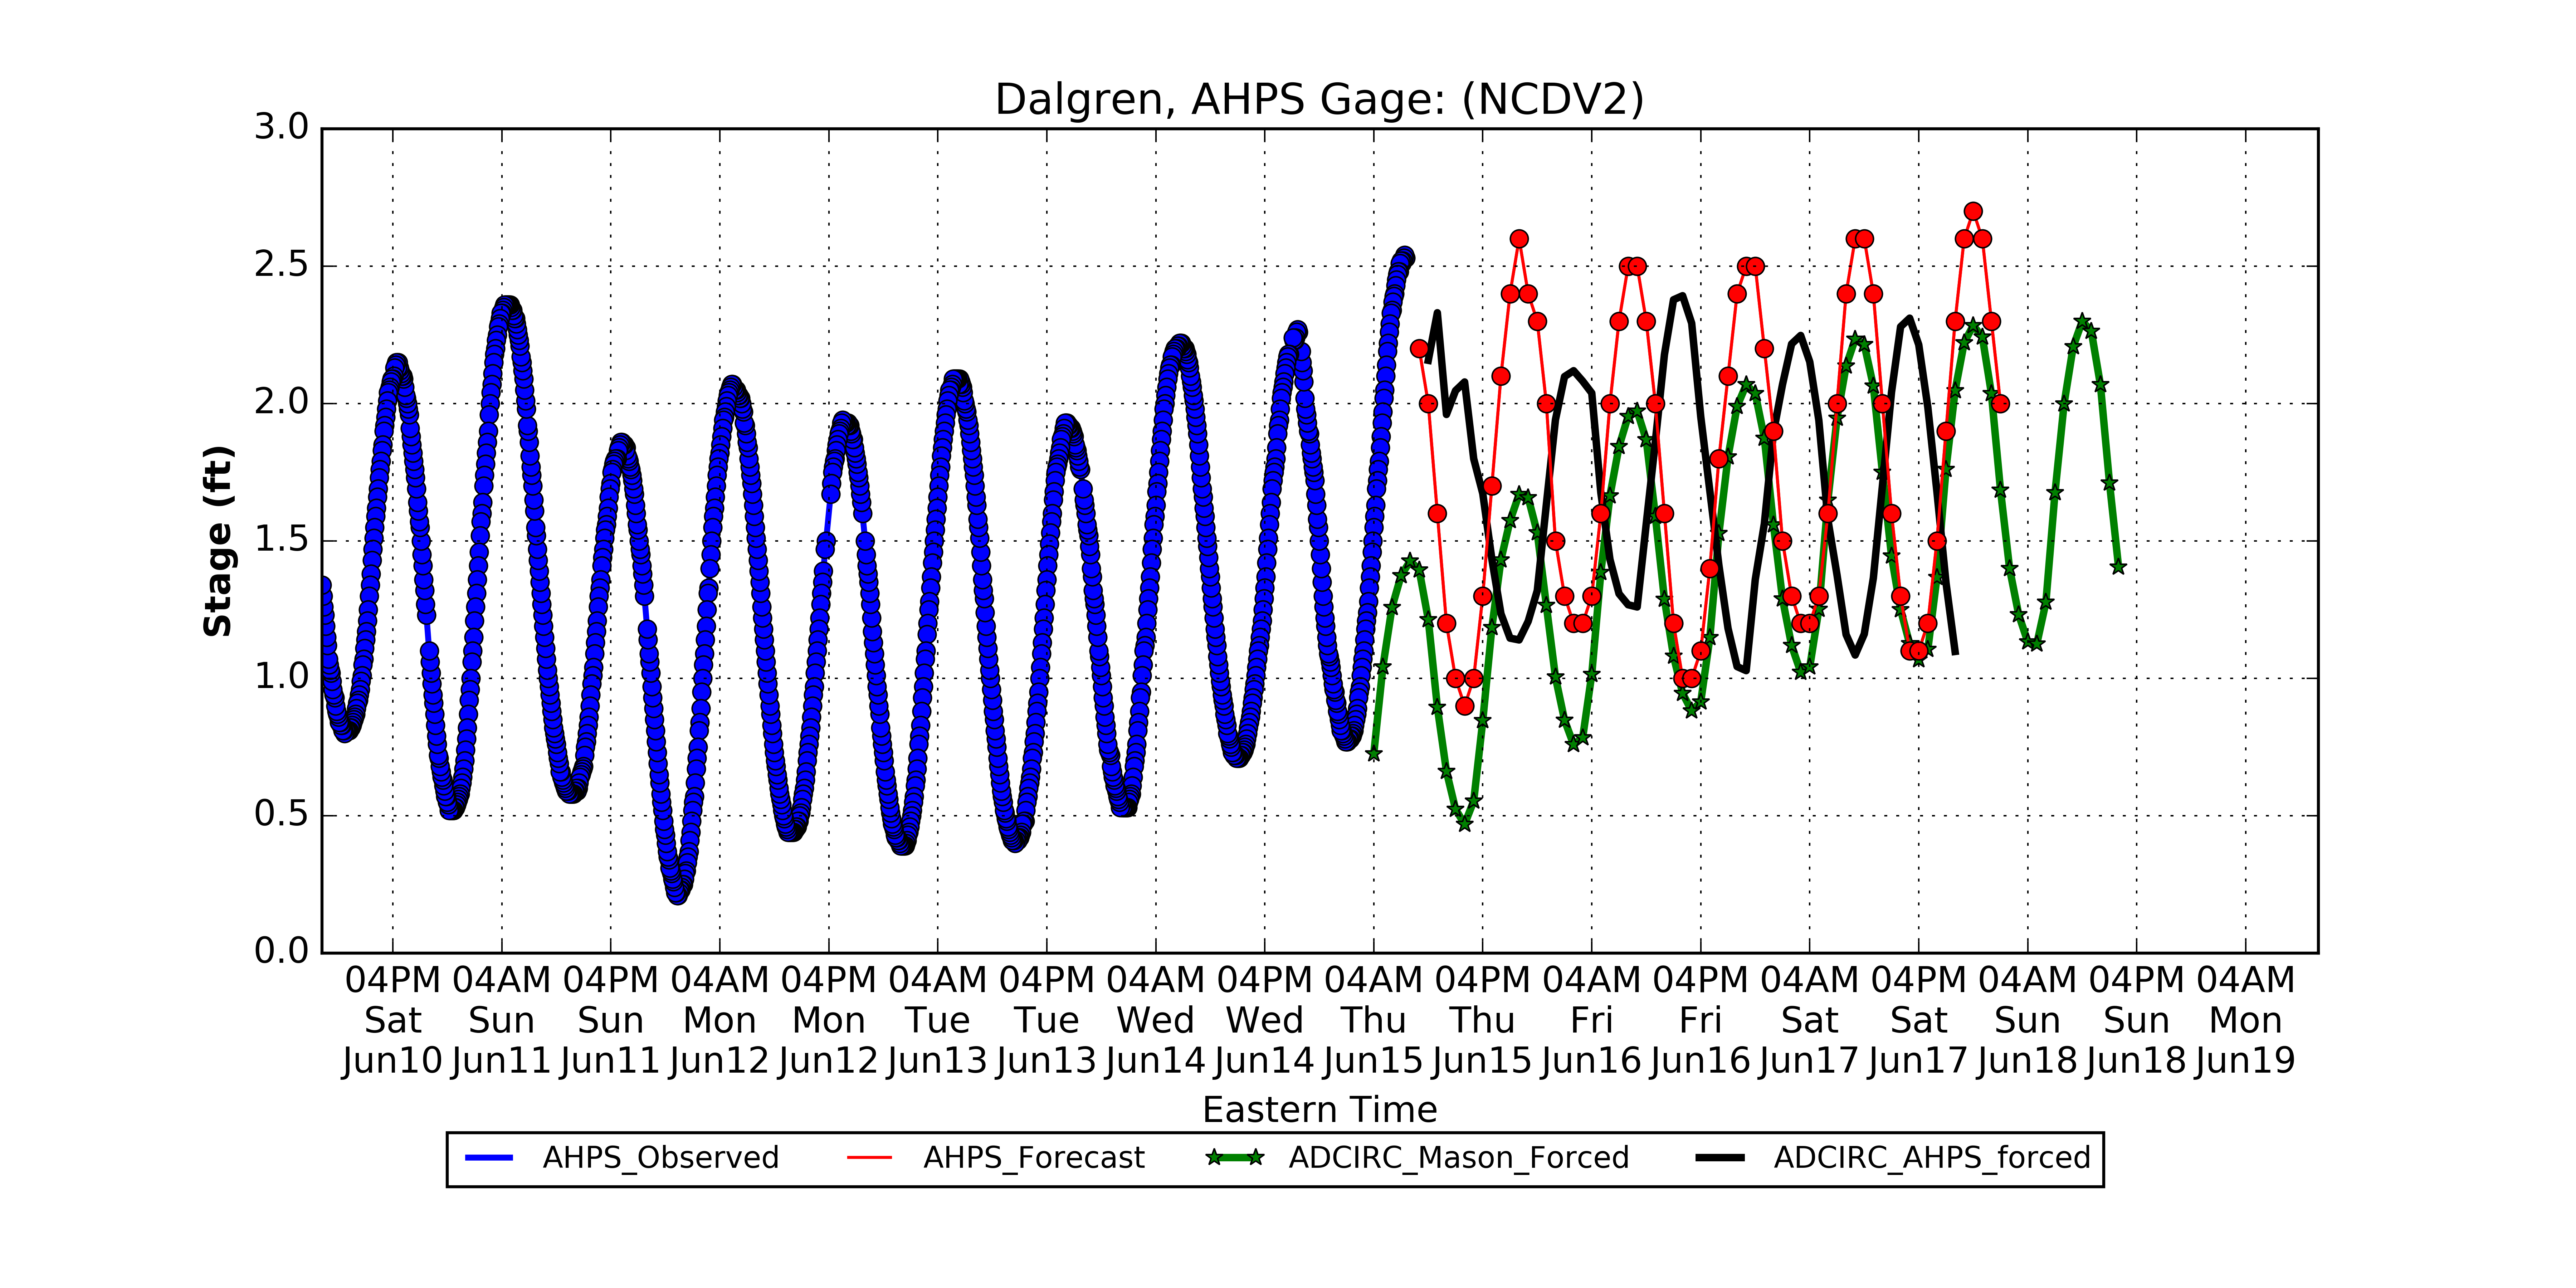 Dalgren, AHPS Gage: (NCDV2)
3.0
2.5
2.0
1.5
1.0
0.5
0.0
Stage (ft)
04PM 04AM 04PM 04AM 04PM 04AM 04PM 04AM 04PM 04AM 04PM 04AM 04PM 04AM 04PM 04AM 04PM 04AM
Sat Sun Sun Mon Mon Tue Tue Wed Wed Thu Thu Fri Fri Sat Sat Sun Sun Mon
Jun10 Jun11 Jun11 Jun12 Jun12 Jun13 Jun13 Jun14 Jun14 Jun15 Jun15 Jun16 Jun16 Jun17 Jun17 Jun18 Jun18 Jun19
Eastern Time
AHPS_Observed AHPS_Forecast ADCIRC_Mason_Forced ADCIRC_AHPS_forced